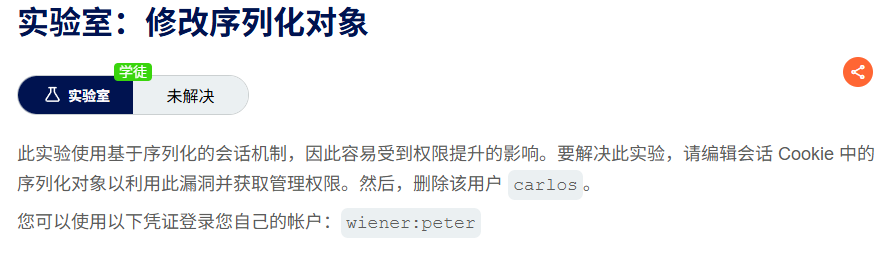 实验室：修改序列化对象
学徒
实验室 未解决
此实验使用基于序列化的会话机制，因此容易受到权限提升的影响。要解决此实验，请编辑会话 Cookie 中的
序列化对象以利用此漏洞并获取管理权限。然后，删除该用户 carlos。
您可以使用以下凭证登录您自己的帐户：wiener:peter